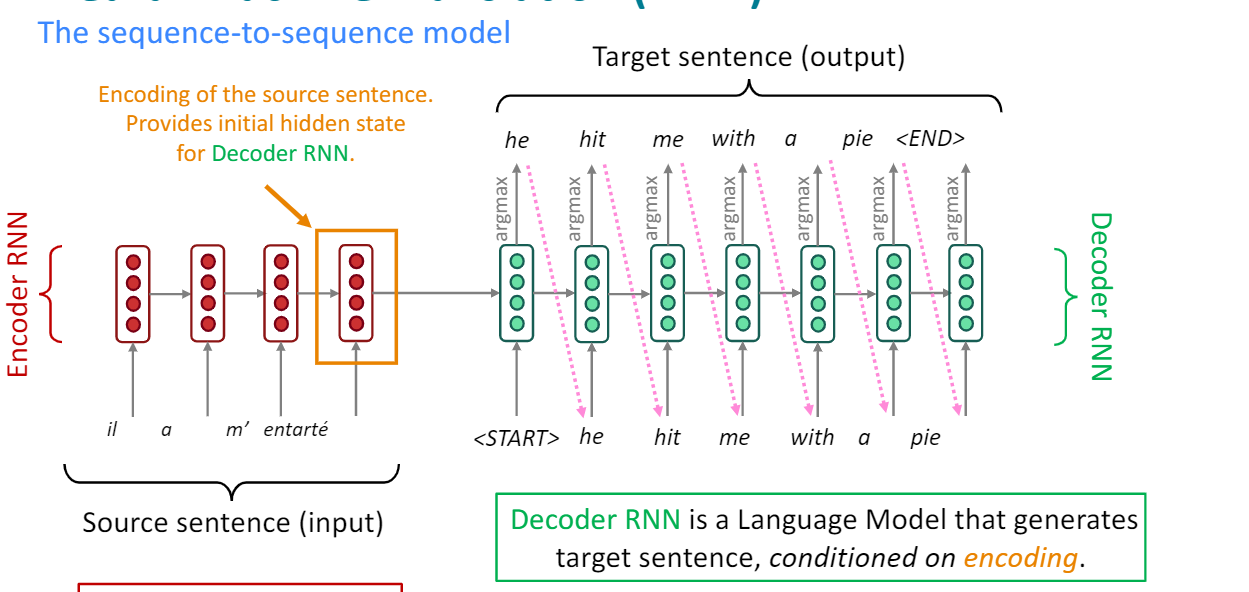 The sequence-to-sequence model
Target sentence (output)
Encoding of the source sentence.
Provides initial hidden state
for Decoder RNN.
he hit me with a pie <END>
argmax argmax argmax argmax argmax argmax argmax
Encoder RNN
Decoder RNN
il a m’ entarté
<START> he hit me with a pie
Source sentence (input)
Decoder RNN is a Language Model that generates
target sentence, conditioned on encoding.